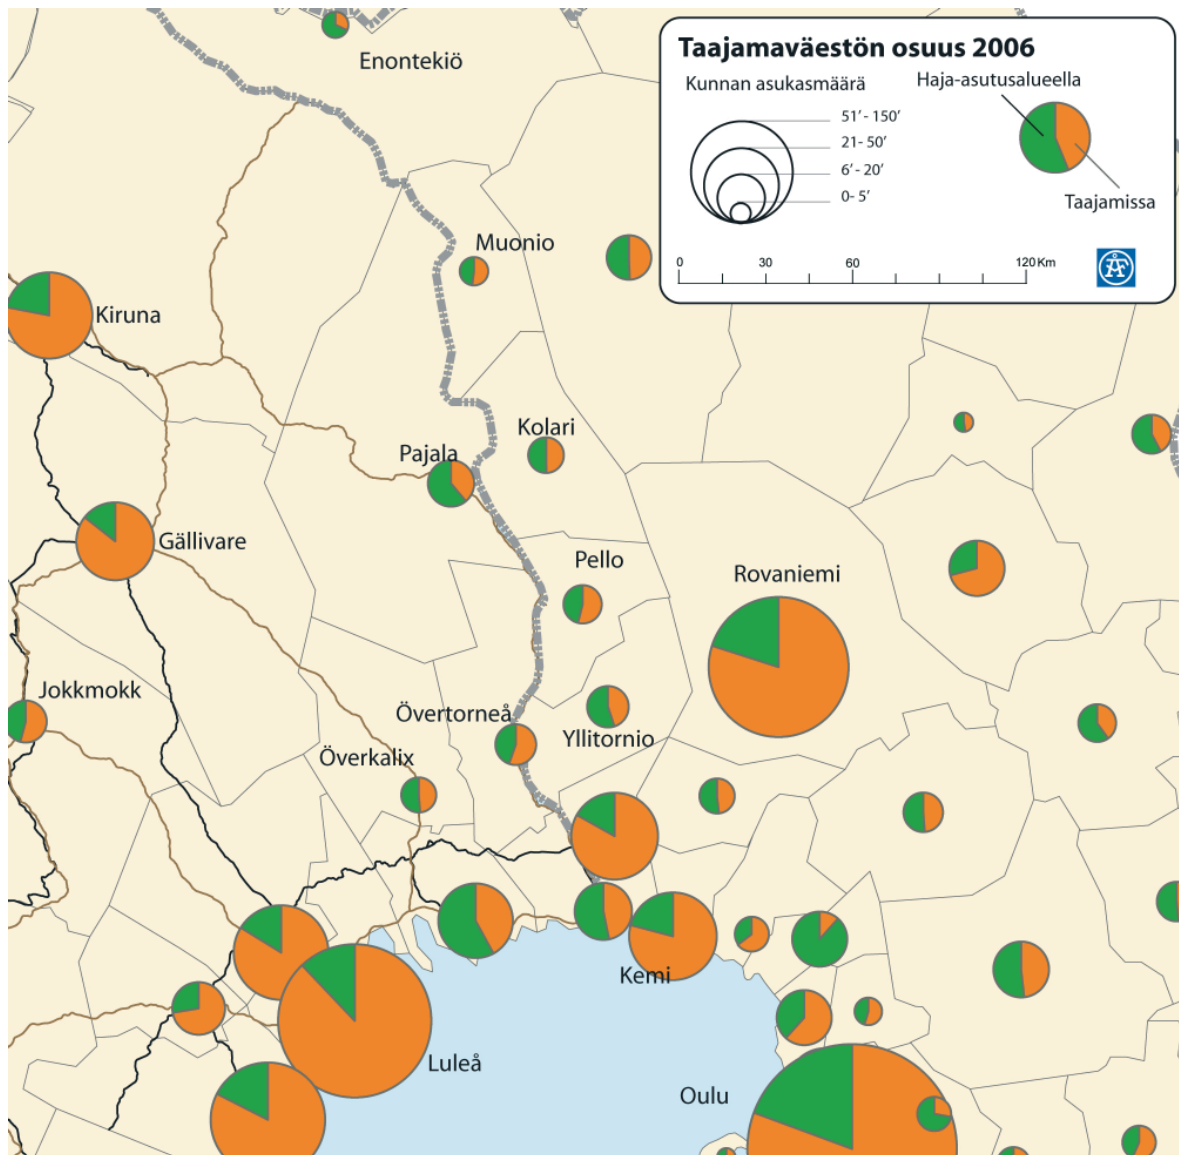 Enontekiö
Taajamaväestön osuus 2006
Kunnan asukasmäärä
Haja-asutusalueella
51’ - 150’
21- 50’
6’ - 20’
0- 5’
Taajamissa
0
30
60
120 Km
ÅF
Muonio
Kiruna
Kolari
Pajala
Gällivare
Pello
Rovaniemi
Jokkmokk
Övertorneå
Yllitornio
Överkalix
Kemi
Luleå
Oulu